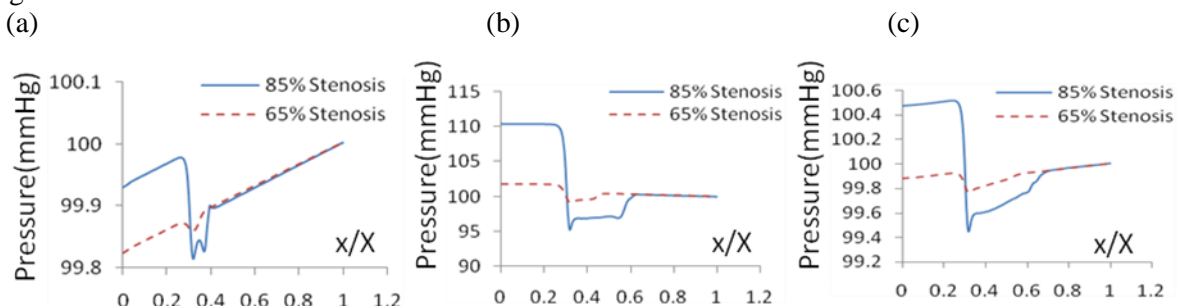 (a)
(b)
(c)
Pressure(mmHg)
100.1
100
99.9
99.8
85% Stenosis
65% Stenosis
x/X
0 0.2 0.4 0.6 0.8 1 1.2
Pressure(mmHg)
115
110
105
100
95
90
85% Stenosis
65% Stenosis
x/X
0 0.2 0.4 0.6 0.8 1 1.2
Pressure(mmHg)
100.6
100.4
100.2
100
99.8
99.6
99.4
99.2
85% Stenosis
65% Stenosis
x/X
0 0.2 0.4 0.6 0.8 1 1.2